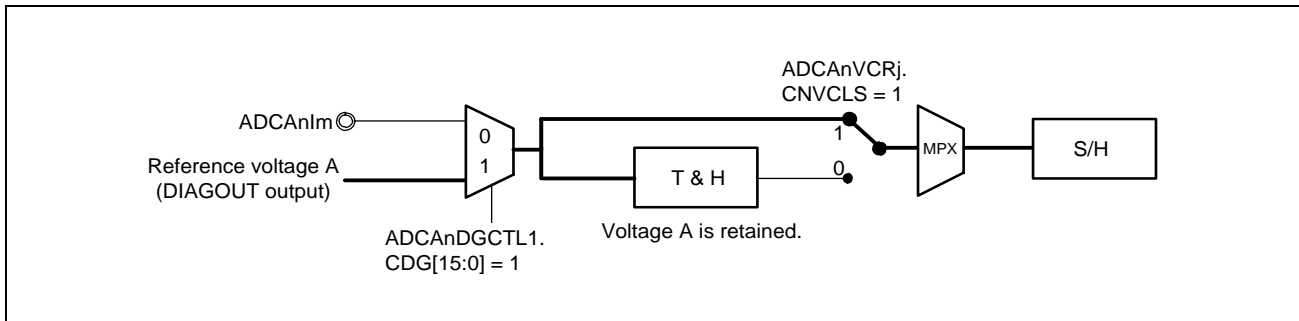 ADCAnVCRj.
CNVCLS = 1
ADCAnIm
0
1
Reference voltage A
(DIAGOUT output)
1
0
MPX
S/H
T & H
Voltage A is retained.
ADCAnDGCTL1.
CDG[15:0] = 1